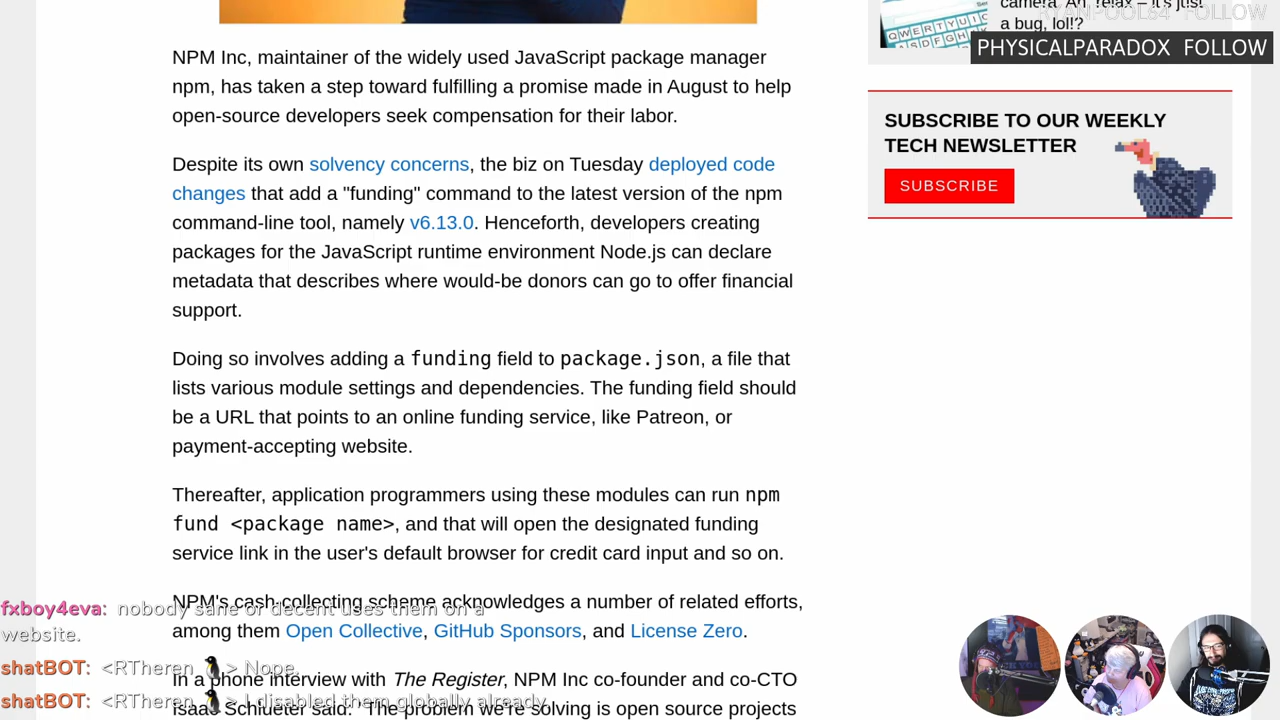 camera. Ah, relax – it's just
a bug, lol!?
RYANPOOL64 FOLLOW
PHYSICALPARADOX FOLLOW
SUBSCRIBE TO OUR WEEKLY
TECH NEWSLETTER
SUBSCRIBE
NPM Inc, maintainer of the widely used JavaScript package manager
npm, has taken a step toward fulfilling a promise made in August to help
open-source developers seek compensation for their labor.
Despite its own solvency concerns, the biz on Tuesday deployed code
changes that add a "funding" command to the latest version of the npm
command-line tool, namely v6.13.0. Henceforth, developers creating
packages for the JavaScript runtime environment Node.js can declare
metadata that describes where would-be donors can go to offer financial
support.
Doing so involves adding a funding field to package.json, a file that
lists various module settings and dependencies. The funding field should
be a URL that points to an online funding service, like Patreon, or
payment-accepting website.
Thereafter, application programmers using these modules can run npm
fund <package name>, and that will open the designated funding
service link in the user's default browser for credit card input and so on.
NPM's cash-collecting scheme acknowledges a number of related efforts,
among them Open Collective, GitHub Sponsors, and License Zero.
In a phone interview with The Register, NPM Inc co-founder and co-CTO
Isaac Schlueter said: "The problem we're solving is open source projects
fxboy4eva: nobody sane or decent uses them on a
website.
shatBOT: <RTheren 🐧> Nope.
shatBOT: <RTheren 🐧> I disabled them globally already.